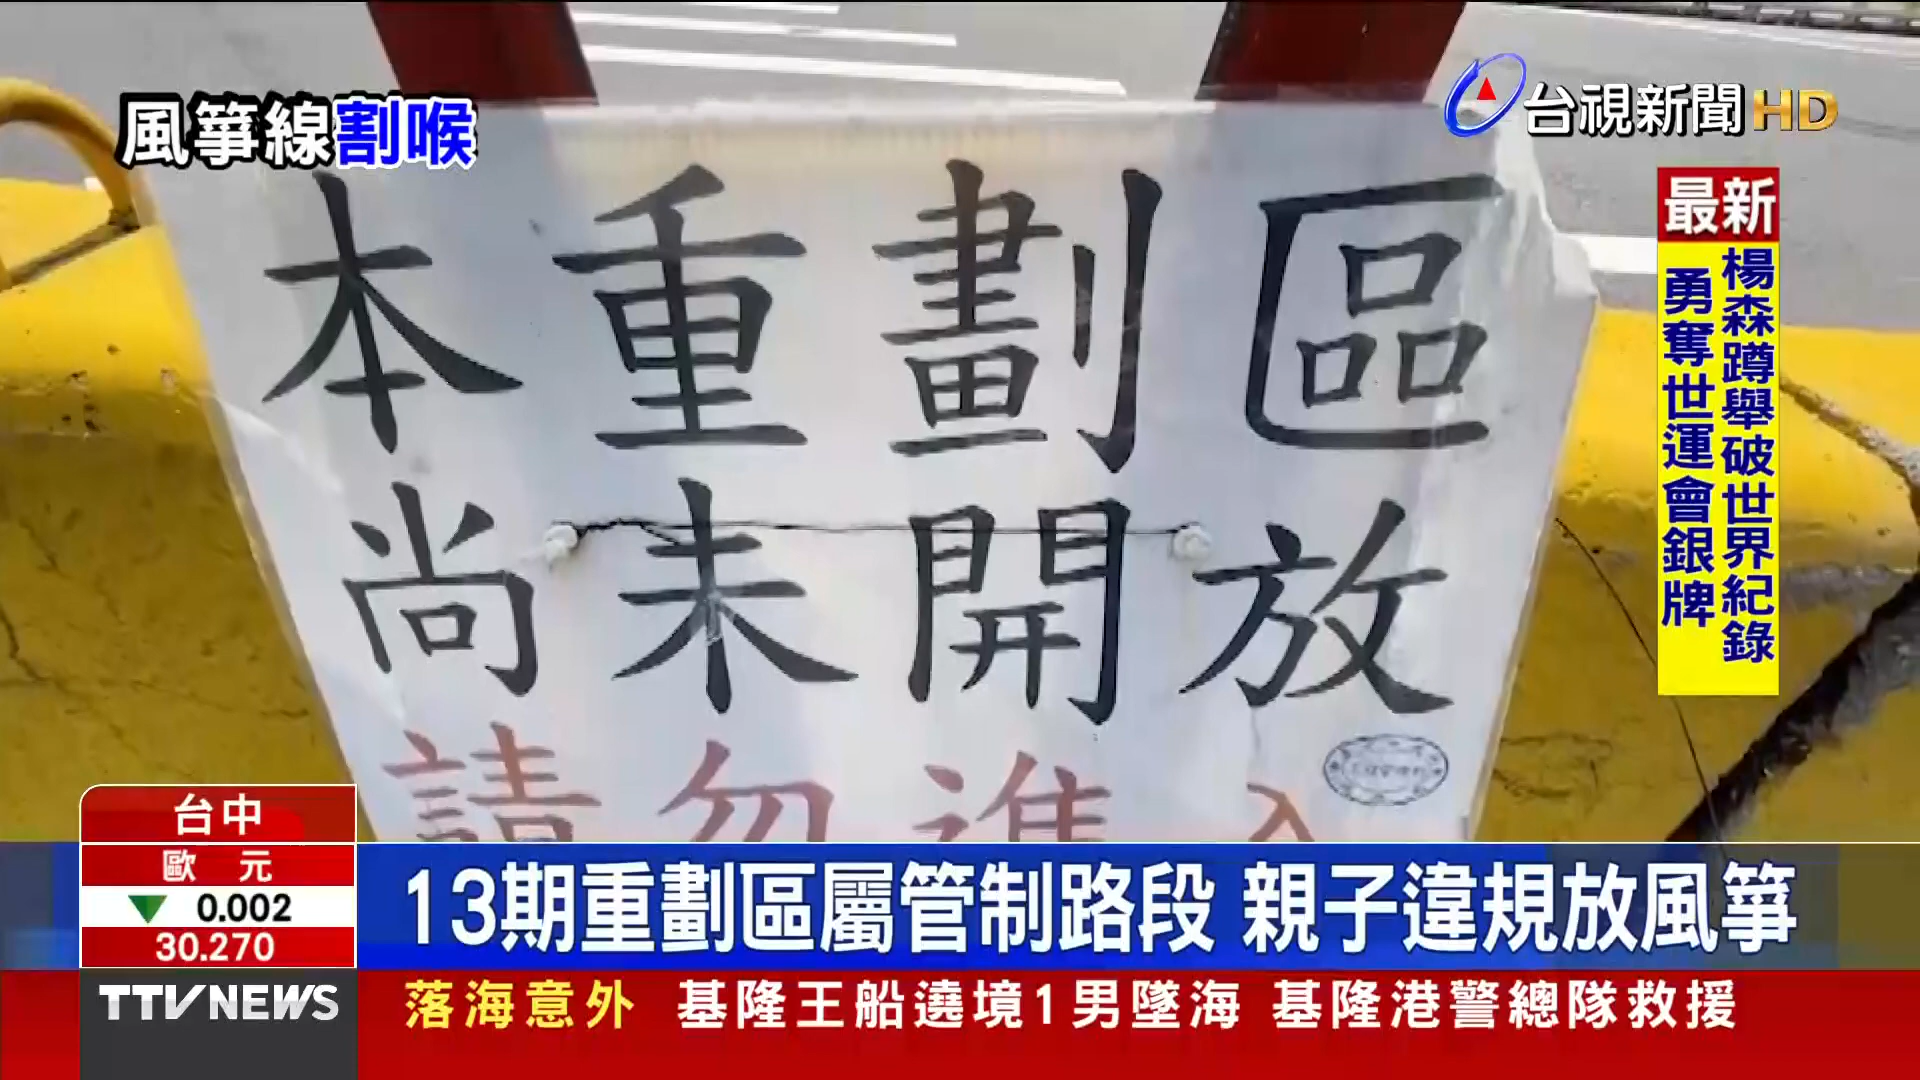 風箏線割喉
台視新聞HD
最新
楊森蹲舉破世界紀錄
勇奪世運會銀牌
本重劃區
尚未開放
請勿進入
台中
歐元
0.002
30.270
13期重劃區屬管制路段 親子違規放風箏
TTV NEWS
落海意外 基隆王船遶境1男墜海 基隆港警總隊救援